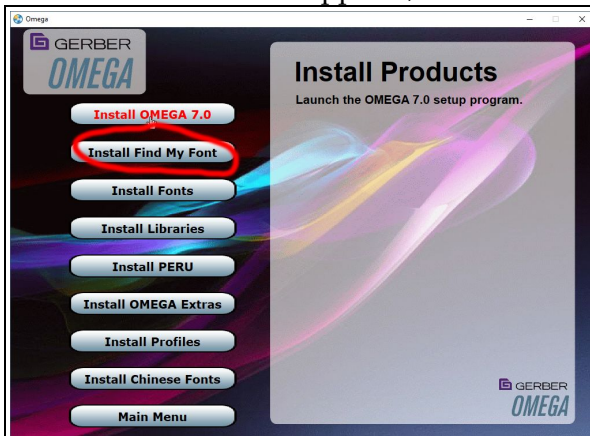 Omega
GERBER
OMEGA
Install Products
Launch the OMEGA 7.0 setup program.
Install OMEGA 7.0
Install Find My Font
Install Fonts
Install Libraries
Install PERU
Install OMEGA Extras
Install Profiles
Install Chinese Fonts
Main Menu
GERBER
OMEGA